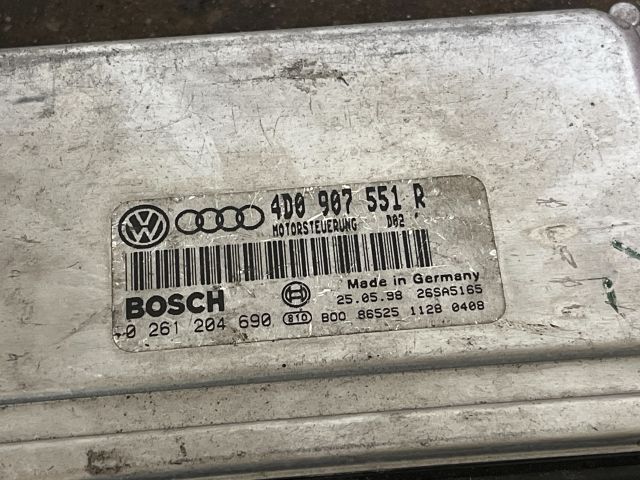 4D0 907 551 R
MOTORSTEUERUNG D02
Made in Germany
BOSCH 25.05.98 26SA5165
0 261 204 690 810 B00 86525 1128 0408